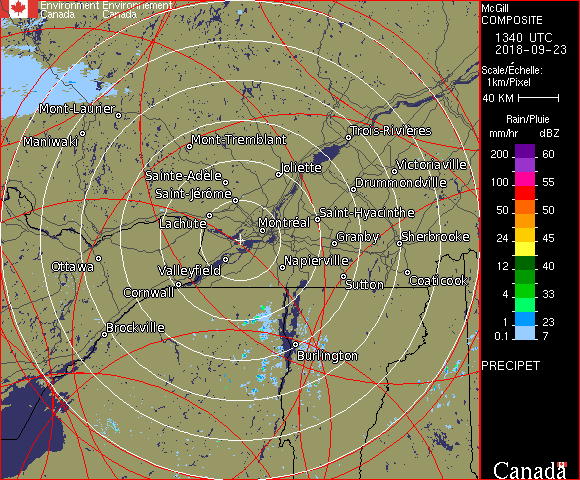 Environment Environnement
Canada Canada
McGill
COMPOSITE
1340 UTC
2018-09-23
Scale/Échelle:
1km/Pixel
40 KM
Rain/Pluie
mm/hr dBZ
200 60
100 55
50 50
24 45
12 40
4 33
1 23
0.1 7
PRECIPET
Canada
Mont-Laurier
Maniwaki
Mont-Tremblant
Trois-Rivières
Sainte-Adèle
Joliette
Victoriaville
Saint-Jérôme
Drummondville
Lachute
Montréal
Saint-Hyacinthe
Granby
Sherbrooke
Ottawa
Valleyfield
Napierville
Cornwall
Sutton
Coaticook
Brockville
Burlington